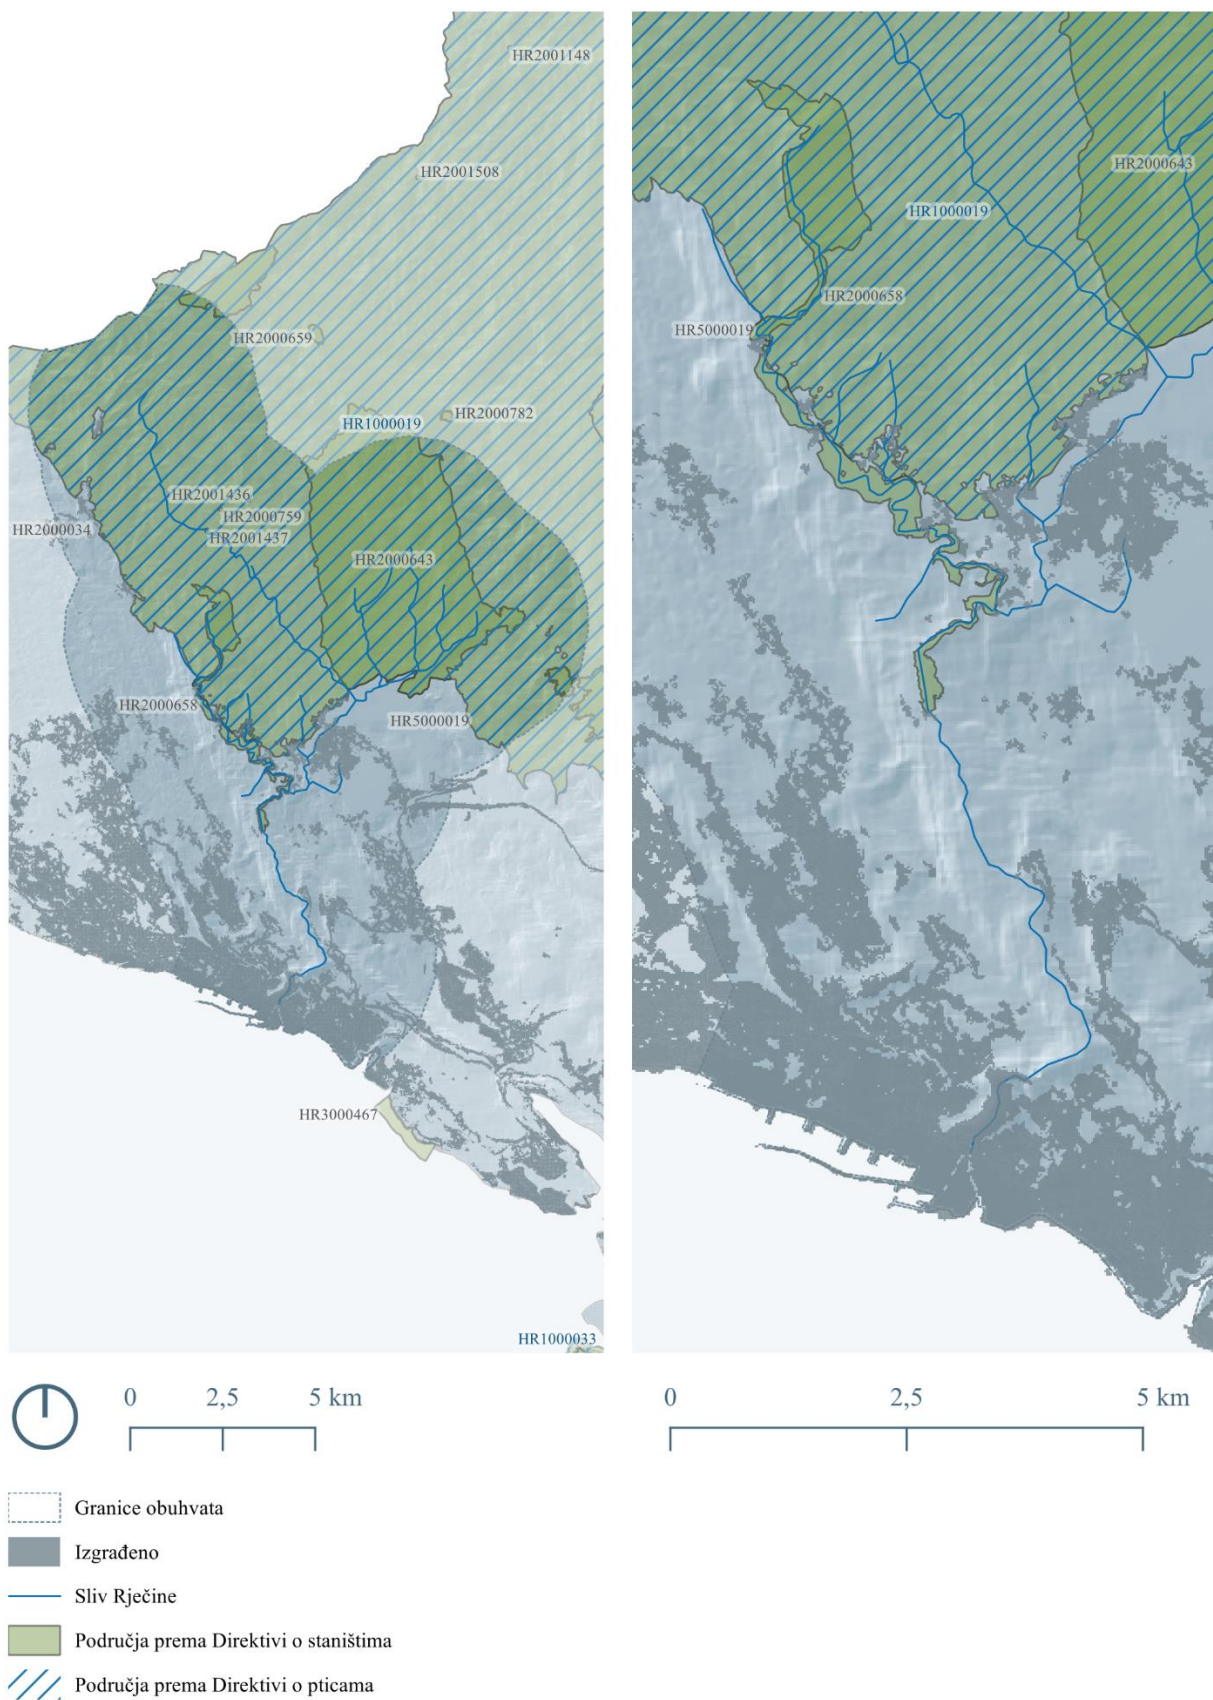 HR2001148
HR2001508
HR2000659
HR2000782
HR1000019
HR2001436
HR2000759
HR2001437
HR2000034
HR2000643
HR2000658
HR5000019
HR3000467
HR1000033
HR2000643
HR1000019
HR2000658
HR5000019
0 2,5 5 km
0 2,5 5 km
Granice obuhvata
Izgrađeno
Sliv Rječine
Područja prema Direktivi o staništima
Područja prema Direktivi o pticama